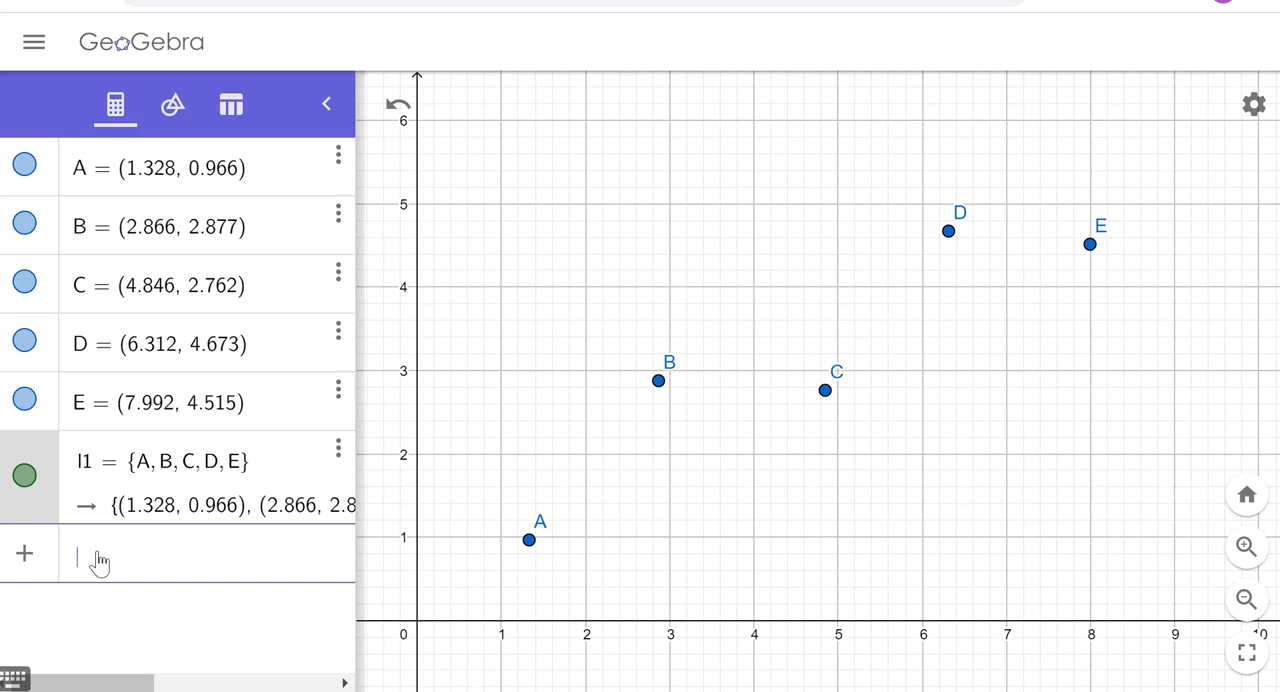 GeoGebra
A = (1.328, 0.966)
B = (2.866, 2.877)
C = (4.846, 2.762)
D = (6.312, 4.673)
E = (7.992, 4.515)
l1 = {A, B, C, D, E}
→ {(1.328, 0.966), (2.866, 2.8
6
5
4
3
2
1
0 1 2 3 4 5 6 7 8 9 10
A
B
C
D
E